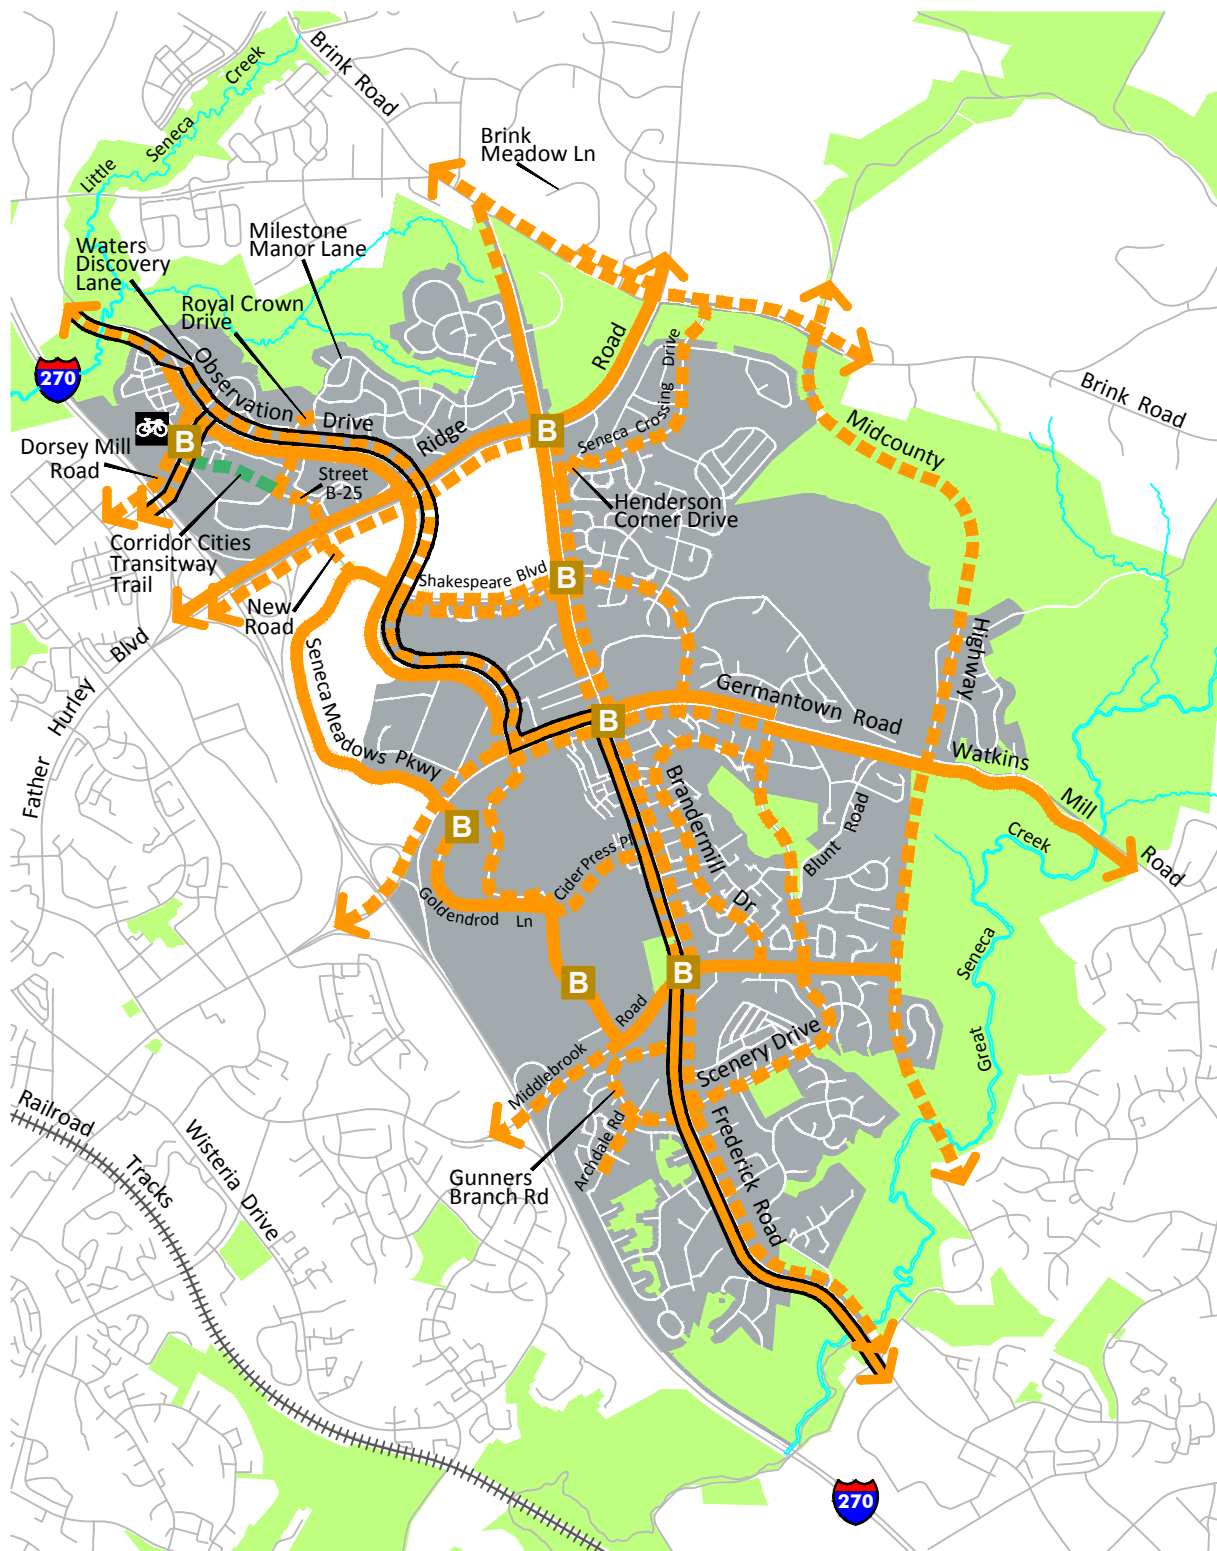 Brink Road
Creek
Seneca
Little
Brink
Meadow Ln
Milestone
Manor Lane
Waters
Discovery
Lane
Royal Crown
Drive
270
Observation Drive
Ridge
Road
Seneca Crossing Drive
Brink Road
Midcounty
Highway
B
B
Dorsey Mill
Road
Street
B-25
Henderson
Corner Drive
Corridor Cities
Transitway
Trail
Shakespeare Blvd
B
New
Road
Blvd
Hurley
Father
Seneca Meadows Pkwy
Germantown Road
B
Watkins
Mill
Road
Creek
Seneca
Great
Brandermill
Dr
Blunt Road
B
Cider Press Pl
Goldendrod Ln
B
B
Road
Middlebrook
Scenery Drive
Archdale Rd
Gunners
Branch Rd
Frederick Road
Railroad
Tracks
Wisteria Drive
270